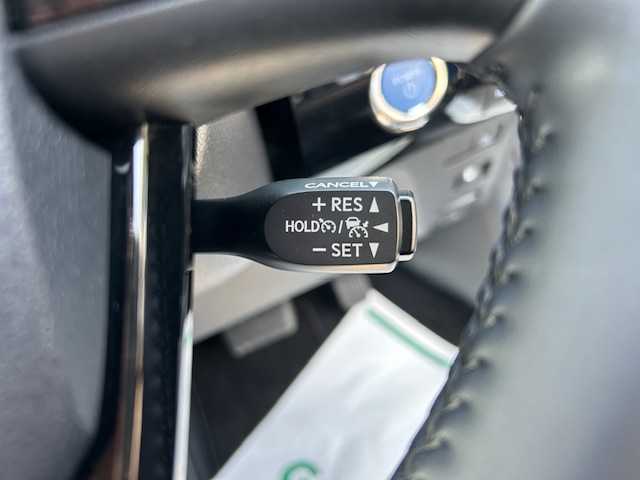 CANCEL▼
+ RES ▲
HOLD / ◀
− SET ▼